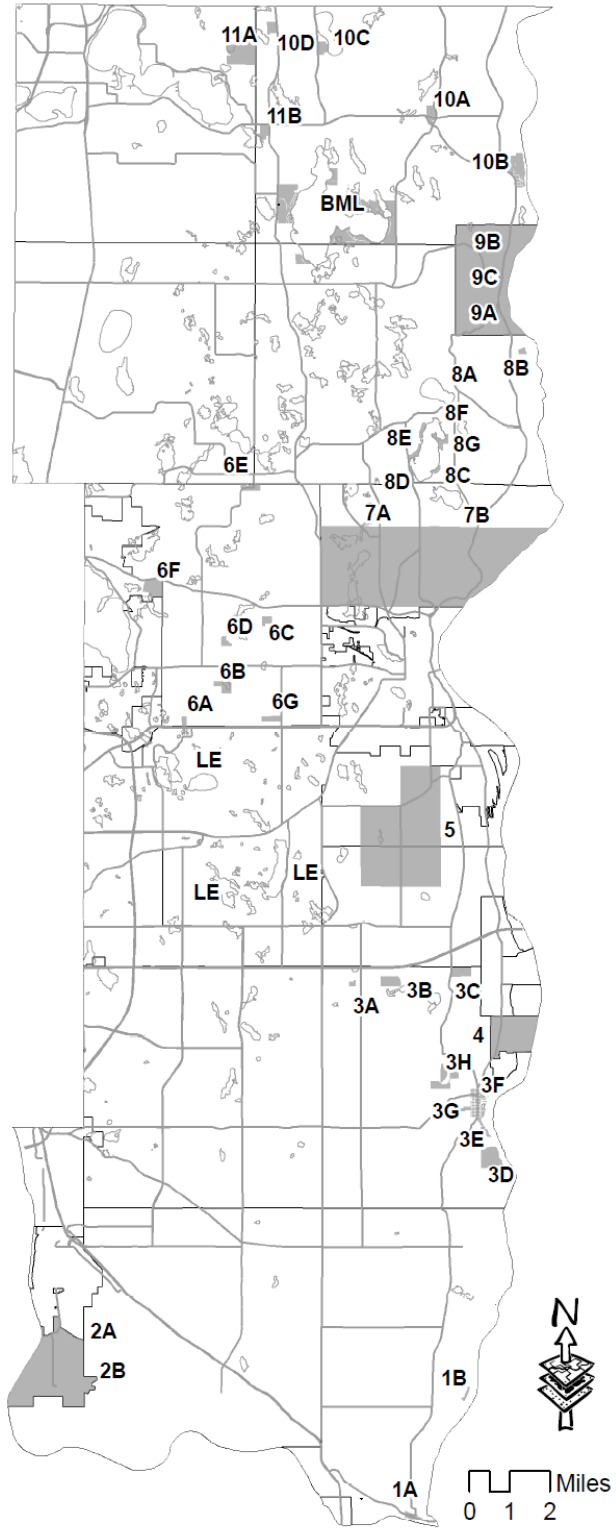 11A
10D
10C
10A
11B
10B
BML
9B
9C
9A
8A
8B
8F
8E
8G
6E
8D
8C
7A
7B
6F
6D
6C
6B
6A
6G
LE
5
LE
LE
3A
3B
3C
4
3H
3F
3G
3E
3D
N
2A
2B
1B
1A
Miles
0 1 2